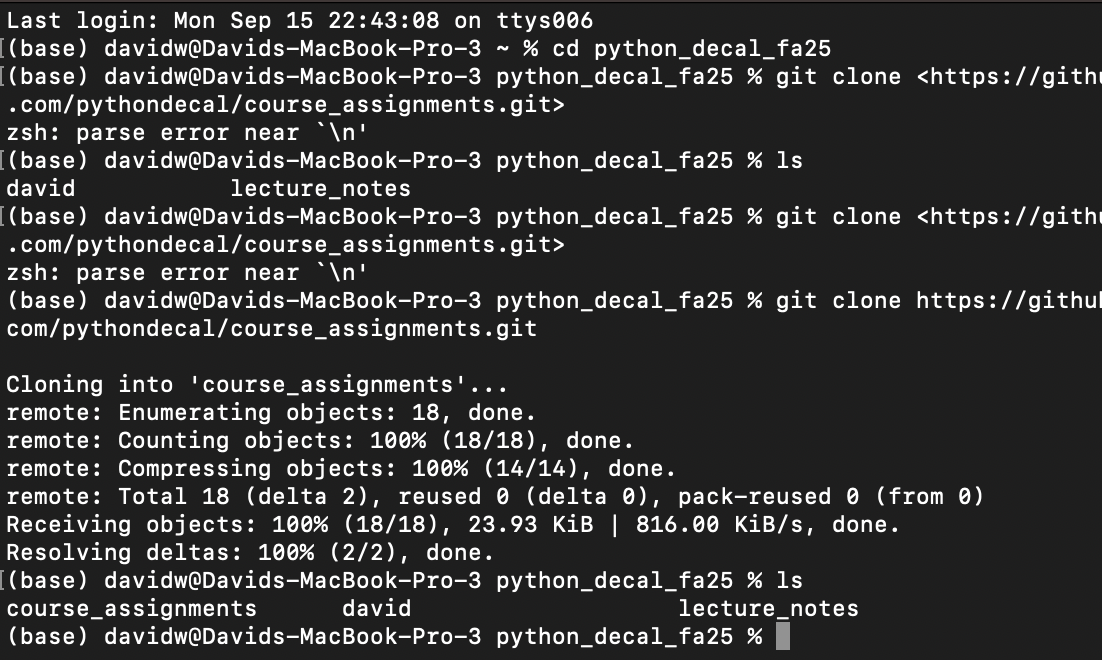 Last login: Mon Sep 15 22:43:08 on ttys006
[(base) davidw@Davids-MacBook-Pro-3 ~ % cd python_decal_fa25
[(base) davidw@Davids-MacBook-Pro-3 python_decal_fa25 % git clone <https://githu
.com/pythondecal/course_assignments.git>
zsh: parse error near `\n'
[(base) davidw@Davids-MacBook-Pro-3 python_decal_fa25 % ls
david lecture_notes
[(base) davidw@Davids-MacBook-Pro-3 python_decal_fa25 % git clone <https://githu
.com/pythondecal/course_assignments.git>
zsh: parse error near `\n'
(base) davidw@Davids-MacBook-Pro-3 python_decal_fa25 % git clone https://github
com/pythondecal/course_assignments.git
Cloning into 'course_assignments'...
remote: Enumerating objects: 18, done.
remote: Counting objects: 100% (18/18), done.
remote: Compressing objects: 100% (14/14), done.
remote: Total 18 (delta 2), reused 0 (delta 0), pack-reused 0 (from 0)
Receiving objects: 100% (18/18), 23.93 KiB | 816.00 KiB/s, done.
Resolving deltas: 100% (2/2), done.
[(base) davidw@Davids-MacBook-Pro-3 python_decal_fa25 % ls
course_assignments david lecture_notes
(base) davidw@Davids-MacBook-Pro-3 python_decal_fa25 %